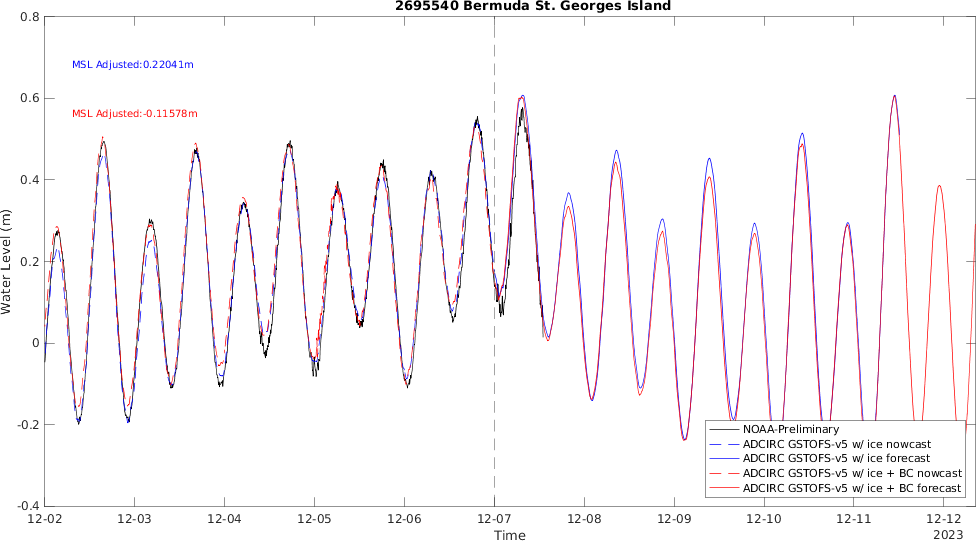 2695540 Bermuda St. Georges Island
0.8
MSL Adjusted:0.22041m
0.6
MSL Adjusted:-0.11578m
0.4
Water Level (m)
0.2
0
-0.2
NOAA-Preliminary
ADCIRC GSTOFS-v5 w/ ice nowcast
ADCIRC GSTOFS-v5 w/ ice forecast
ADCIRC GSTOFS-v5 w/ ice + BC nowcast
ADCIRC GSTOFS-v5 w/ ice + BC forecast
-0.4
12-02 12-03 12-04 12-05 12-06 12-07 12-08 12-09 12-10 12-11 12-12
Time 2023